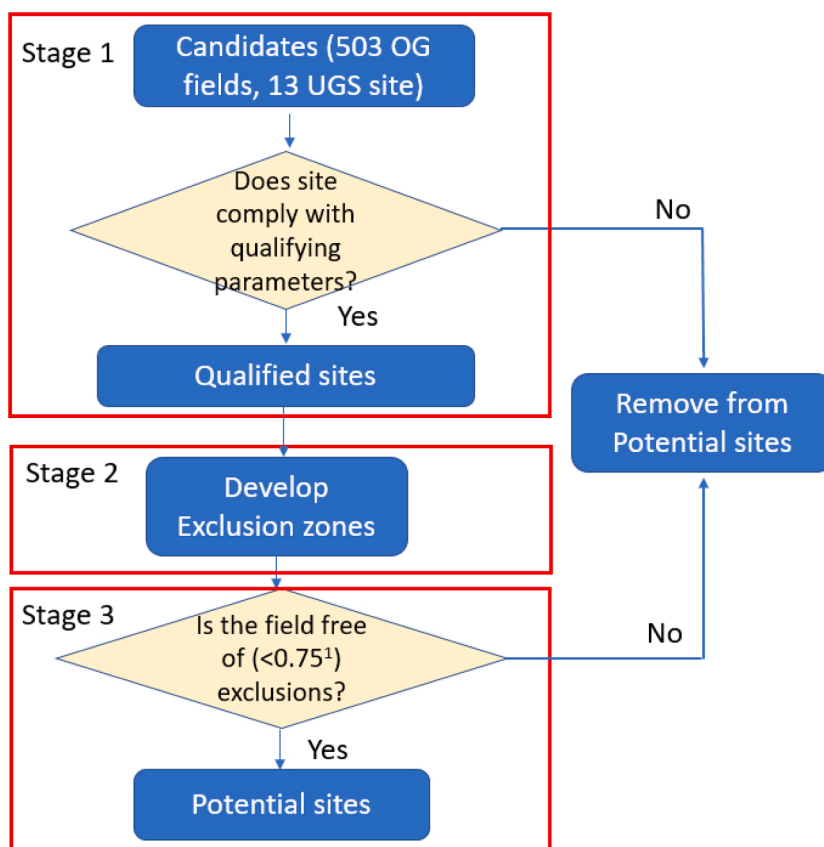 Stage 1
Candidates (503 OG
fields, 13 UGS site)
Does site
comply with
qualifying
parameters?
No
Yes
Qualified sites
Remove from
Potential sites
Stage 2
Develop
Exclusion zones
Stage 3
Is the field free
of (<0.75¹)
exclusions?
No
Yes
Potential sites